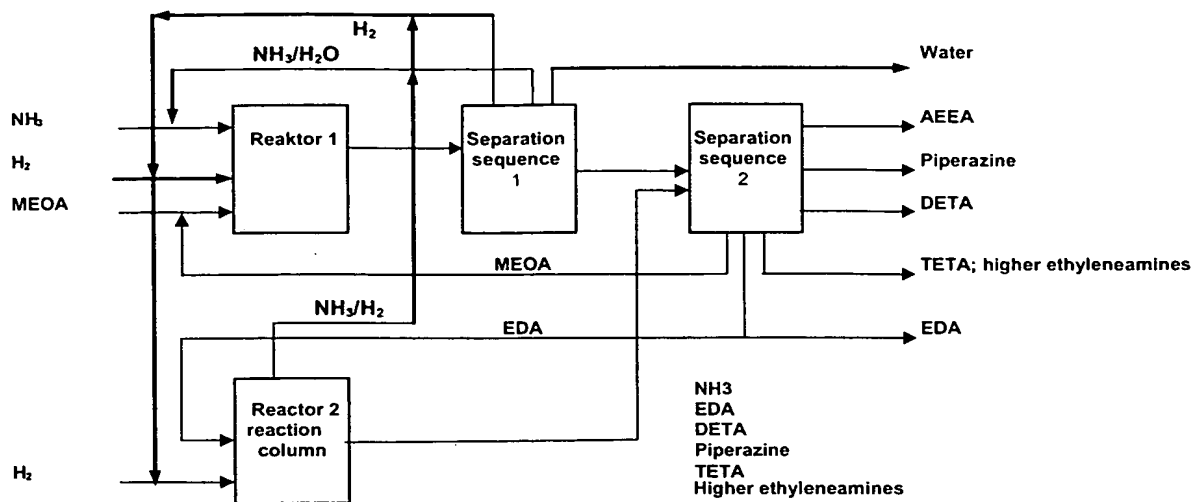 H₂
NH₃/H₂O
Water
NH₃
Reaktor 1
Separation
sequence
1
Separation
sequence
2
AEEA
H₂
Piperazine
MEOA
DETA
MEOA
TETA; higher ethyleneamines
NH₃/H₂
EDA
EDA
Reactor 2
reaction
column
H₂
NH3
EDA
DETA
Piperazine
TETA
Higher ethyleneamines